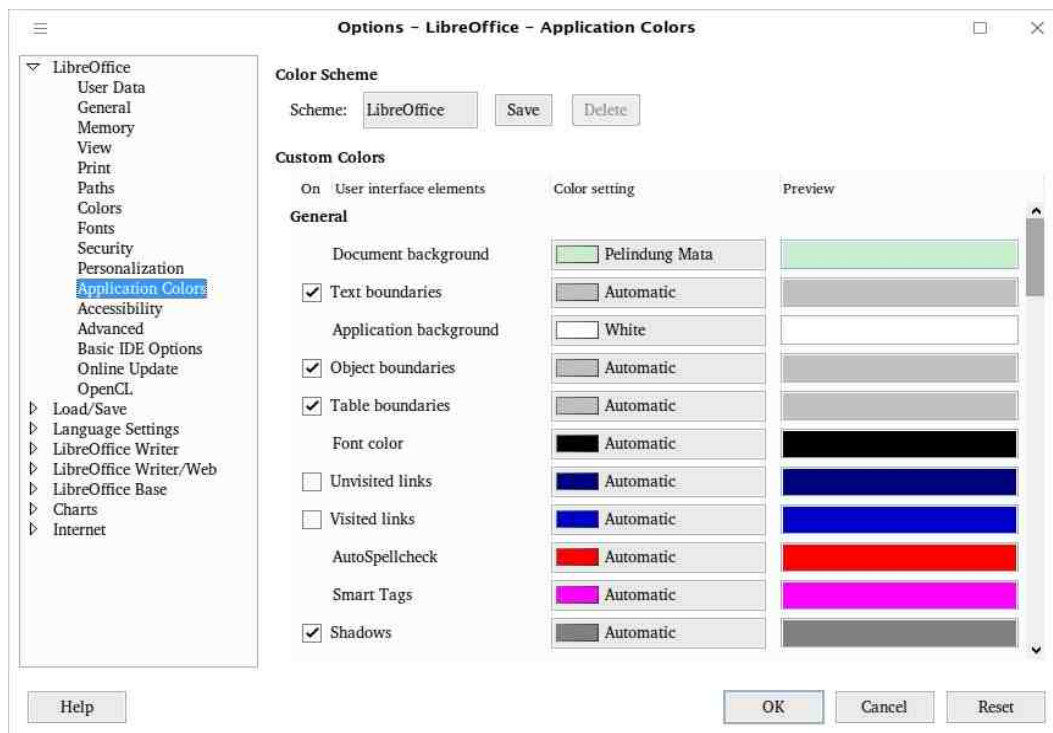 Options – LibreOffice – Application Colors
LibreOffice
User Data
General
Memory
View
Print
Paths
Colors
Fonts
Security
Personalization
Application Colors
Accessibility
Advanced
Basic IDE Options
Online Update
OpenCL
Load/Save
Language Settings
LibreOffice Writer
LibreOffice Writer/Web
LibreOffice Base
Charts
Internet
Color Scheme
Scheme: LibreOffice Save Delete
Custom Colors
On User interface elements Color setting Preview
General
Document background Pelindung Mata
Text boundaries Automatic
Application background White
Object boundaries Automatic
Table boundaries Automatic
Font color Automatic
Unvisited links Automatic
Visited links Automatic
AutoSpellcheck Automatic
Smart Tags Automatic
Shadows Automatic
Help OK Cancel Reset